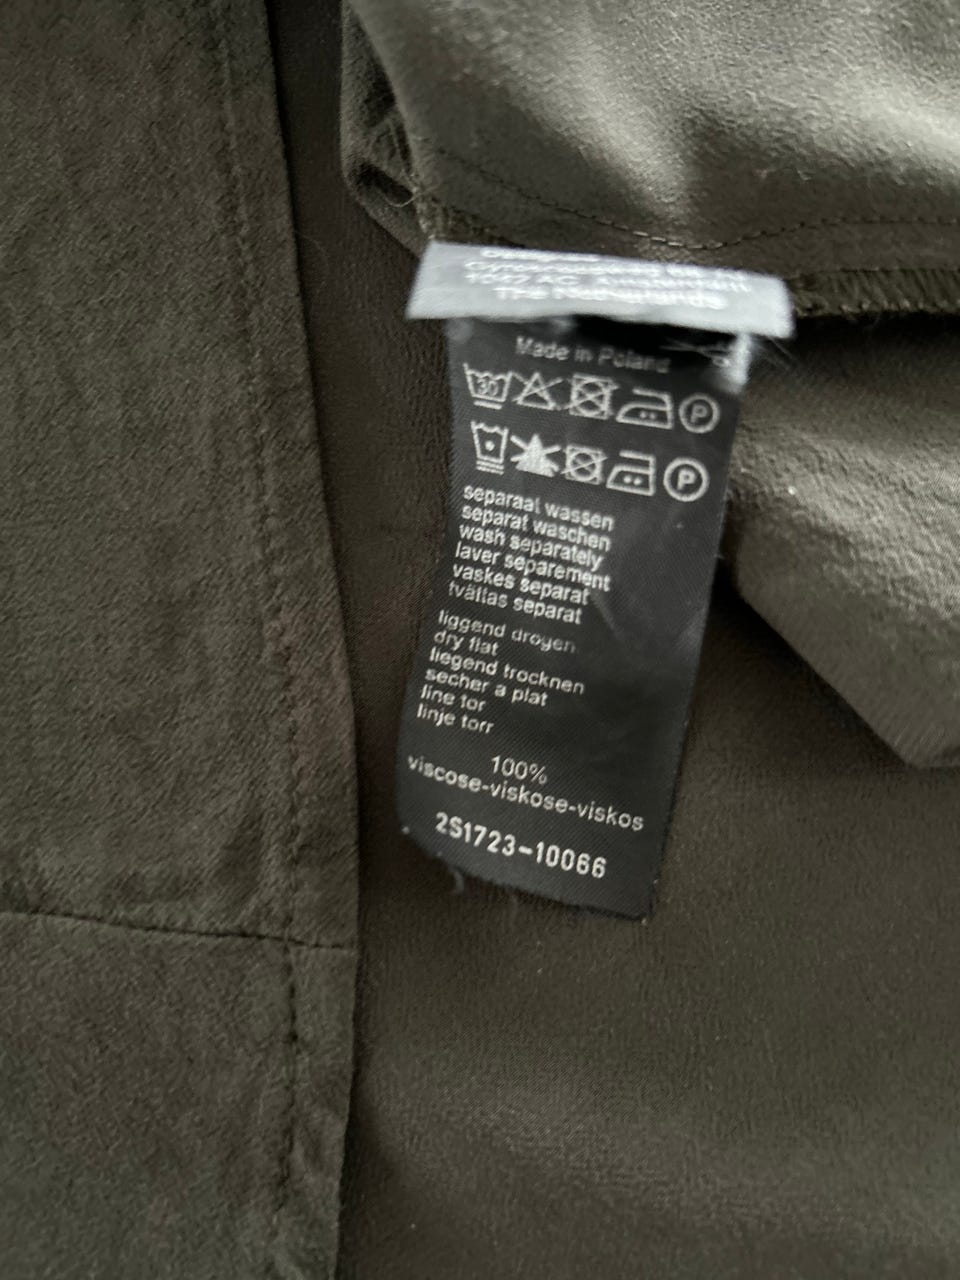 The Netherlands
Made in Poland
30 P
P
separaat wassen
separat waschen
wash separately
laver separement
vaskes separat
tvättas separat
liggend drogen
dry flat
liegend trocknen
secher a plat
line tor
linje torr
100%
viscose-viskose-viskos
2S1723-10066